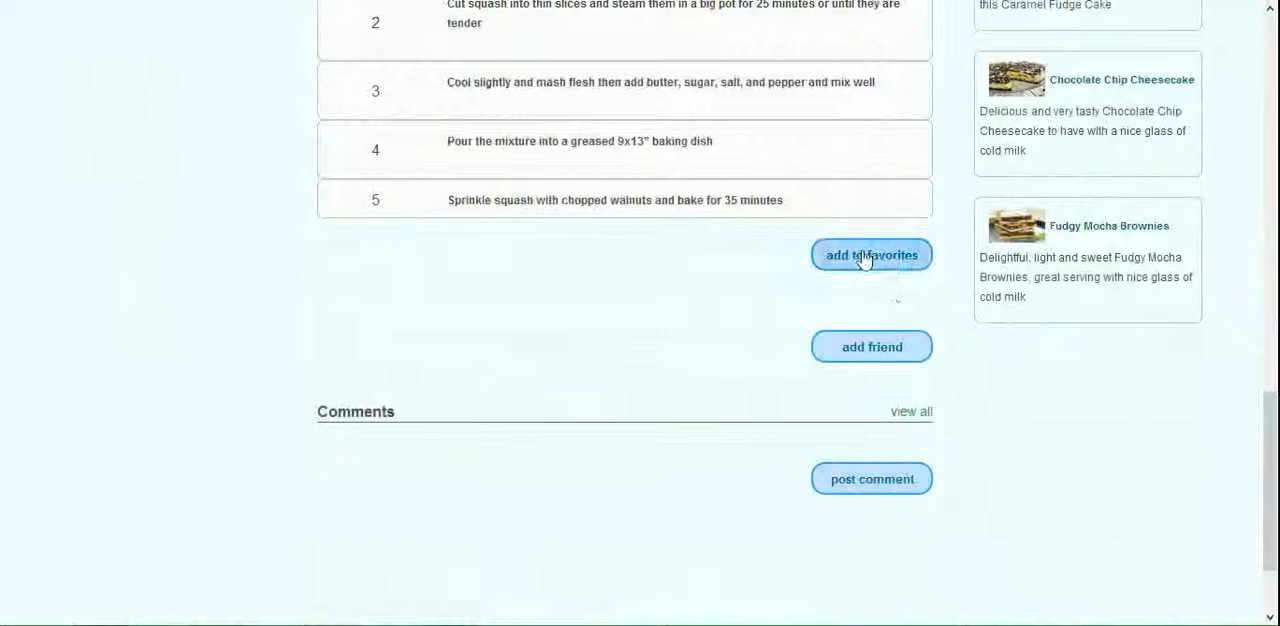 Cut squash into thin slices and steam them in a big pot for 25 minutes or until they are
2
tender
3
Cool slightly and mash flesh then add butter, sugar, salt, and pepper and mix well
4
Pour the mixture into a greased 9x13" baking dish
5
Sprinkle squash with chopped walnuts and bake for 35 minutes
add to favorites
add friend
Comments
view all
post comment
this Caramel Fudge Cake
Chocolate Chip Cheesecake
Delicious and very tasty Chocolate Chip
Cheesecake to have with a nice glass of
cold milk
Fudgy Mocha Brownies
Delightful, light and sweet Fudgy Mocha
Brownies, great serving with nice glass of
cold milk